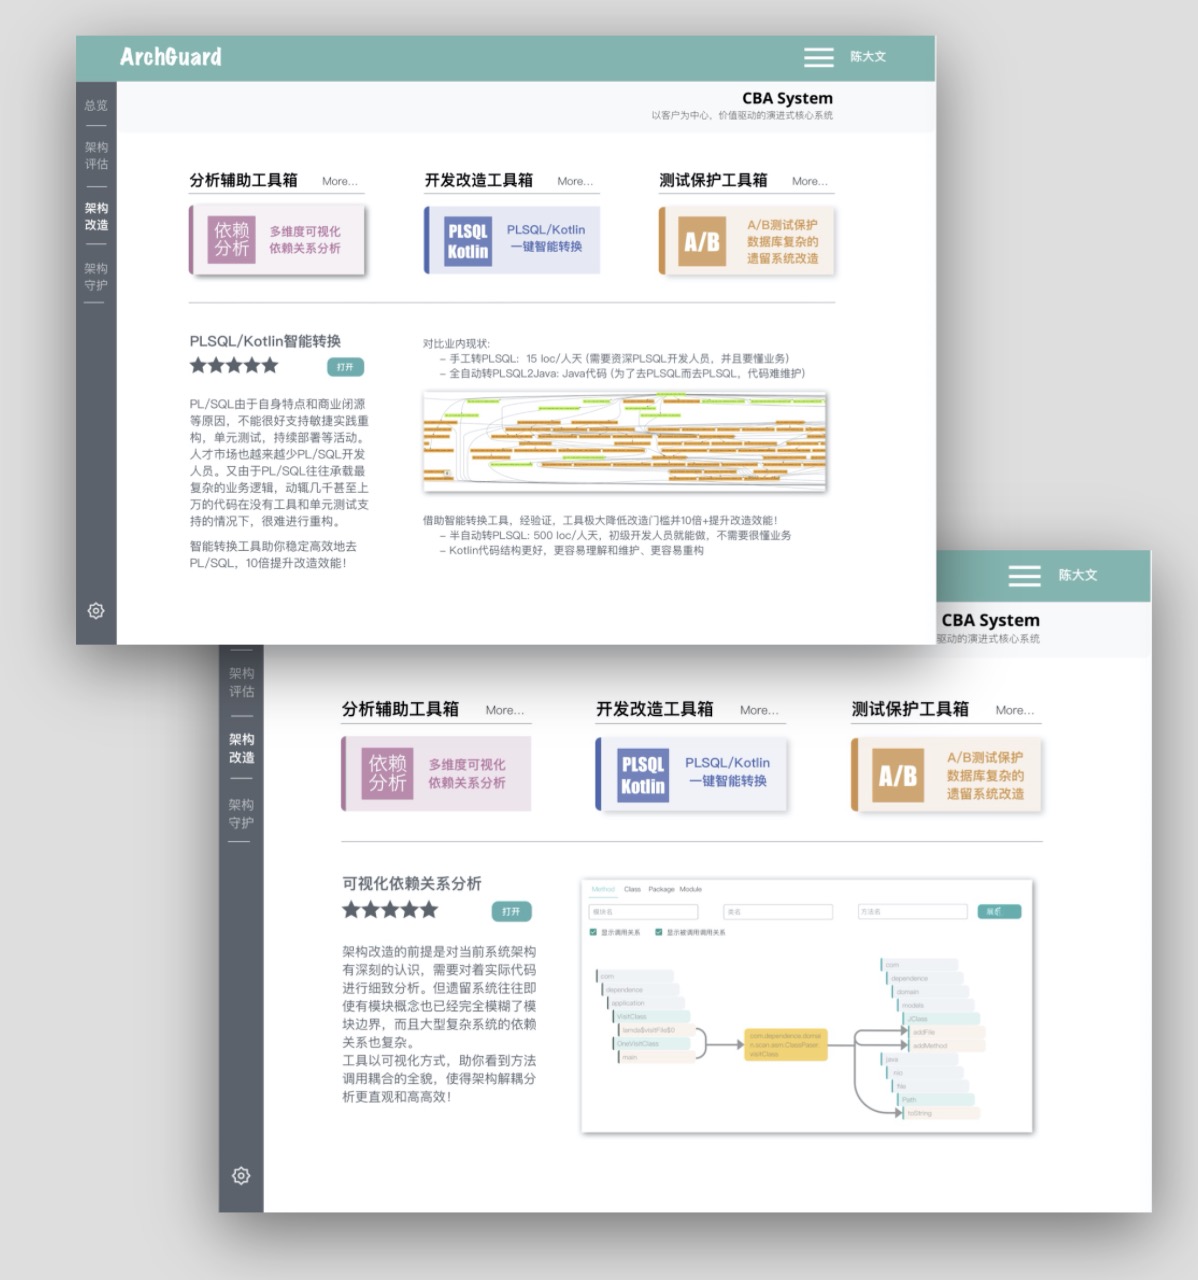 ArchGuard
陈大文
CBA System
以客户为中心、价值驱动的演进式核心系统
总览
架构
评估
架构
改造
架构
守护
分析辅助工具箱 More...
依赖
分析
多维度可视化
依赖关系分析
开发改造工具箱 More...
PLSQL
Kotlin
PLSQL/Kotlin
一键智能转换
测试保护工具箱 More...
A/B
A/B测试保护
数据库复杂的
遗留系统改造
PLSQL/Kotlin智能转换
打开
PL/SQL由于自身特点和商业闭源
等原因，不能很好支持敏捷实践重
构，单元测试，持续部署等活动。
人才市场也越来越少PL/SQL开发
人员。又由于PL/SQL往往承载最
复杂的业务逻辑，动辄几千甚至上
万的代码在没有工具和单元测试支
持的情况下，很难进行重构。
智能转换工具助你稳定高效地去
PL/SQL，10倍提升改造效能！
对比业内现状:
– 手工转PLSQL: 15 loc/人天 (需要资深PLSQL开发人员，并且要懂业务)
– 全自动转PLSQL2Java: Java代码 (为了去PLSQL而去PLSQL，代码难维护)
借助智能转换工具，经验证，工具极大降低改造门槛并10倍+提升改造效能！
– 半自动转PLSQL: 500 loc/人天，初级开发人员就能做，不需要很懂业务
– Kotlin代码结构更好，更容易理解和维护、更容易重构
陈大文
CBA System
驱动的演进式核心系统
架构
评估
架构
改造
架构
守护
分析辅助工具箱 More...
依赖
分析
多维度可视化
依赖关系分析
开发改造工具箱 More...
PLSQL
Kotlin
PLSQL/Kotlin
一键智能转换
测试保护工具箱 More...
A/B
A/B测试保护
数据库复杂的
遗留系统改造
可视化依赖关系分析
打开
架构改造的前提是对当前系统架构
有深刻的认识，需要对着实际代码
进行细致分析。但遗留系统往往即
使有模块概念也已经完全模糊了模
块边界，而且大型复杂系统的依赖
关系也复杂。
工具以可视化方式，助你看到方法
调用耦合的全貌，使得架构解耦分
析更直观和高高效！
Method Class Package Module
模块名
类名
方法名
显示调用关系
显示被调用调用关系
com
dependence
application
VisitClass
OneVisitClass
main
com
dependence
domain
models
JClass
addFile
addMethod
java
nio
file
Path
toString